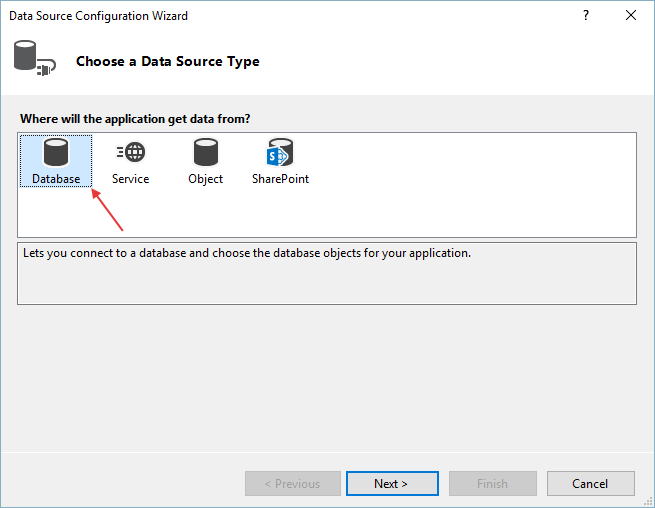 Data Source Configuration Wizard
?
Choose a Data Source Type
Where will the application get data from?
Database Service Object SharePoint
Lets you connect to a database and choose the database objects for your application.
< Previous Next > Finish Cancel